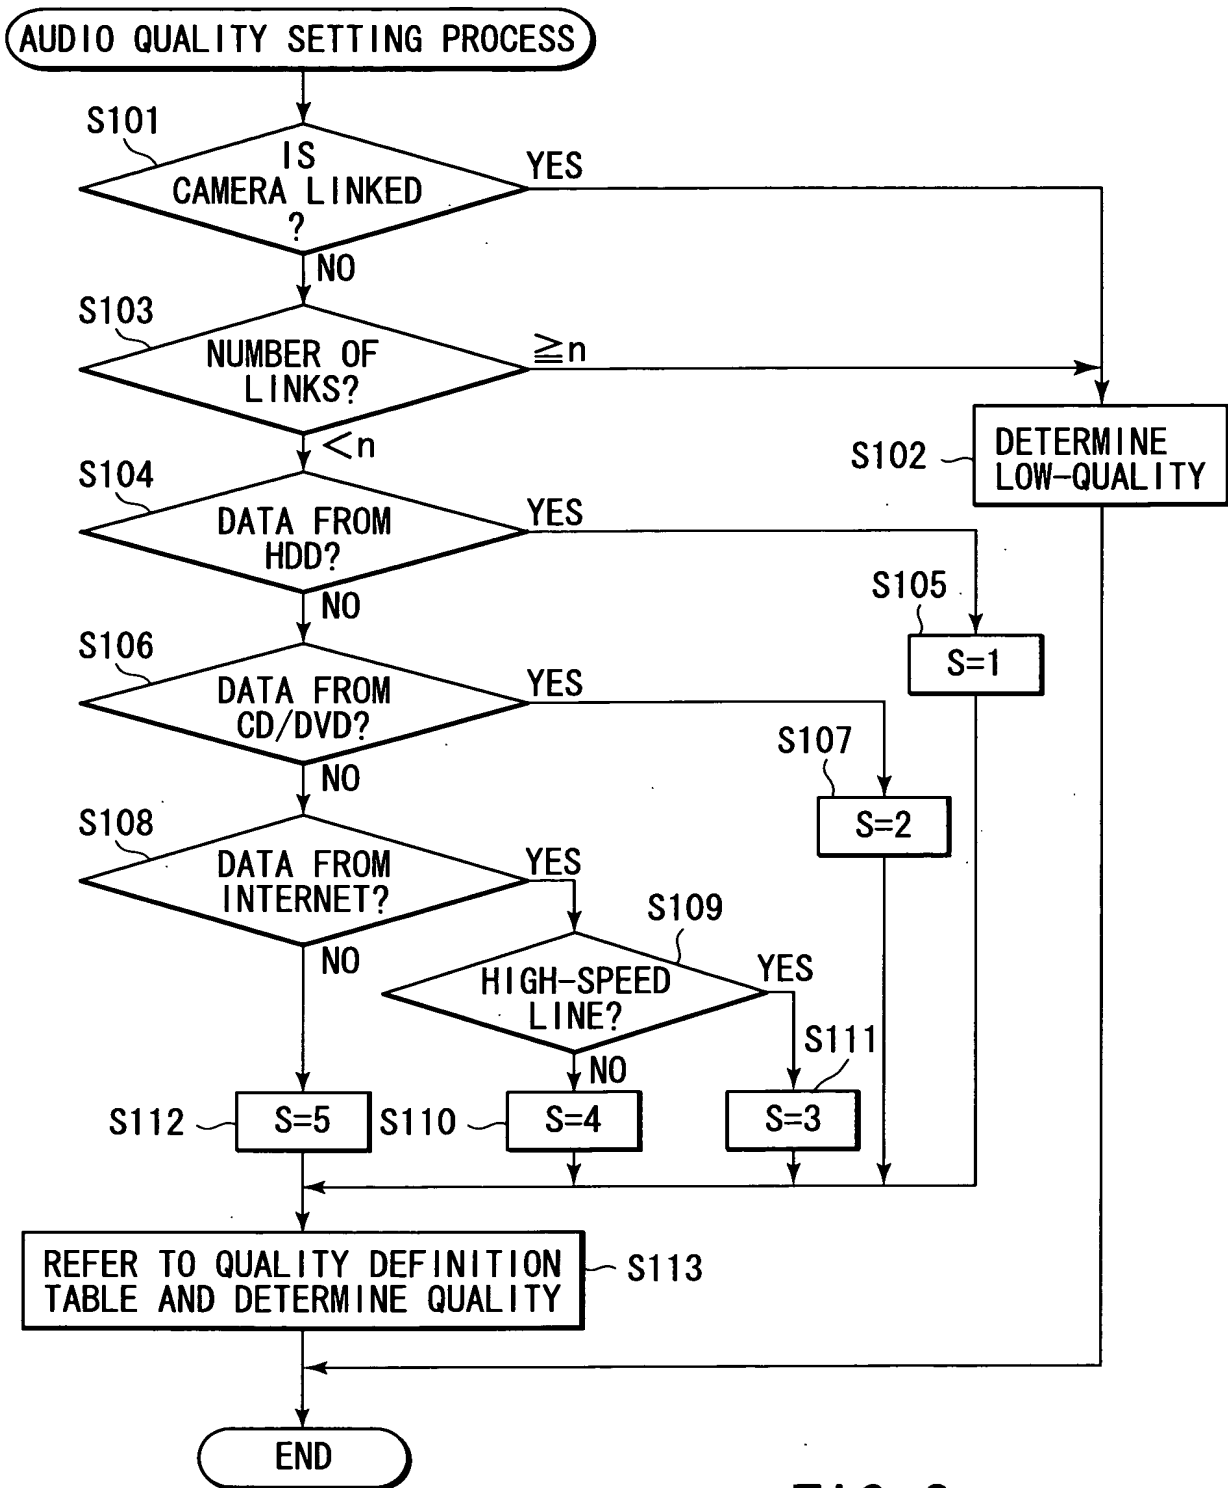 AUDIO QUALITY SETTING PROCESS
S101
IS
CAMERA LINKED
?
YES
NO
S103
NUMBER OF
LINKS?
≧n
<n
S102
DETERMINE
LOW-QUALITY
S104
DATA FROM
HDD?
YES
NO
S105
S=1
S106
DATA FROM
CD/DVD?
YES
NO
S107
S=2
S108
DATA FROM
INTERNET?
YES
NO
S109
HIGH-SPEED
LINE?
YES
NO
S111
S=3
S112
S=5
S110
S=4
REFER TO QUALITY DEFINITION
TABLE AND DETERMINE QUALITY
S113
END